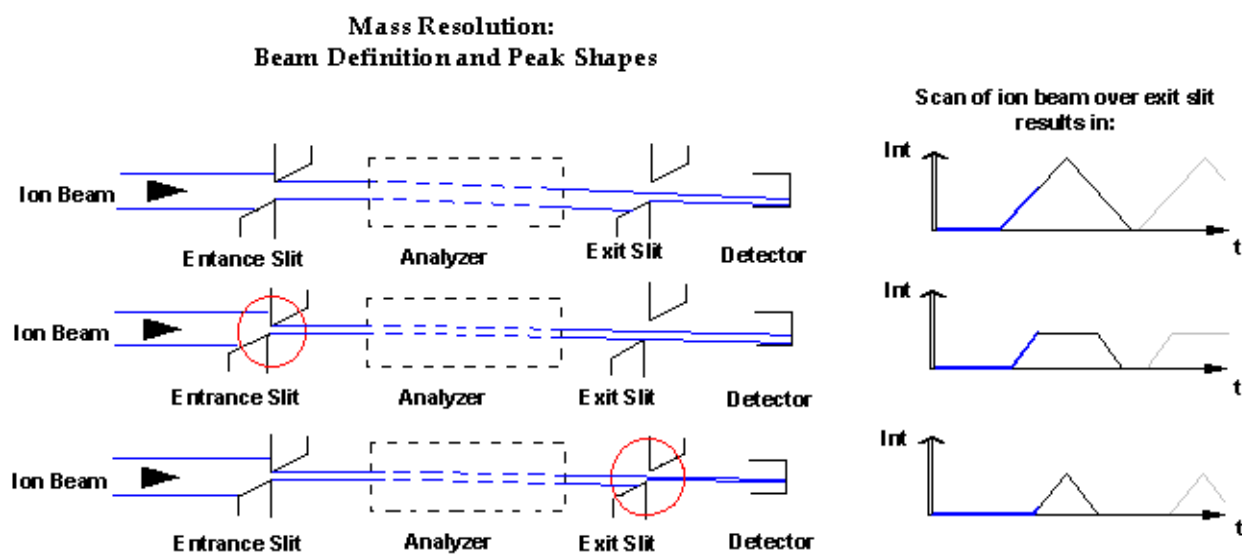 Mass Resolution:
Beam Definition and Peak Shapes
Scan of ion beam over exit slit
results in:
Int
Ion Beam
Entance Slit
Analyzer
Exit Slit
Detector
t
Int
Ion Beam
Entrance Slit
Analyzer
Exit Slit
Detector
t
Int
Ion Beam
Entrance Slit
Analyzer
Exit Slit
Detector
t